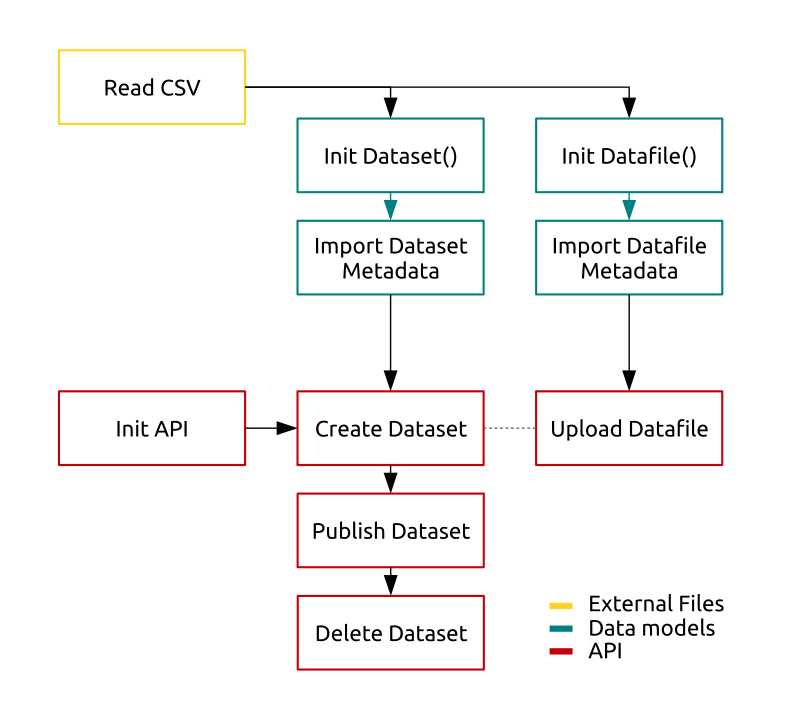 Read CSV
Init Dataset()
Init Datafile()
Import Dataset
Metadata
Import Datafile
Metadata
Init API
Create Dataset
Upload Datafile
Publish Dataset
Delete Dataset
External Files
Data models
API